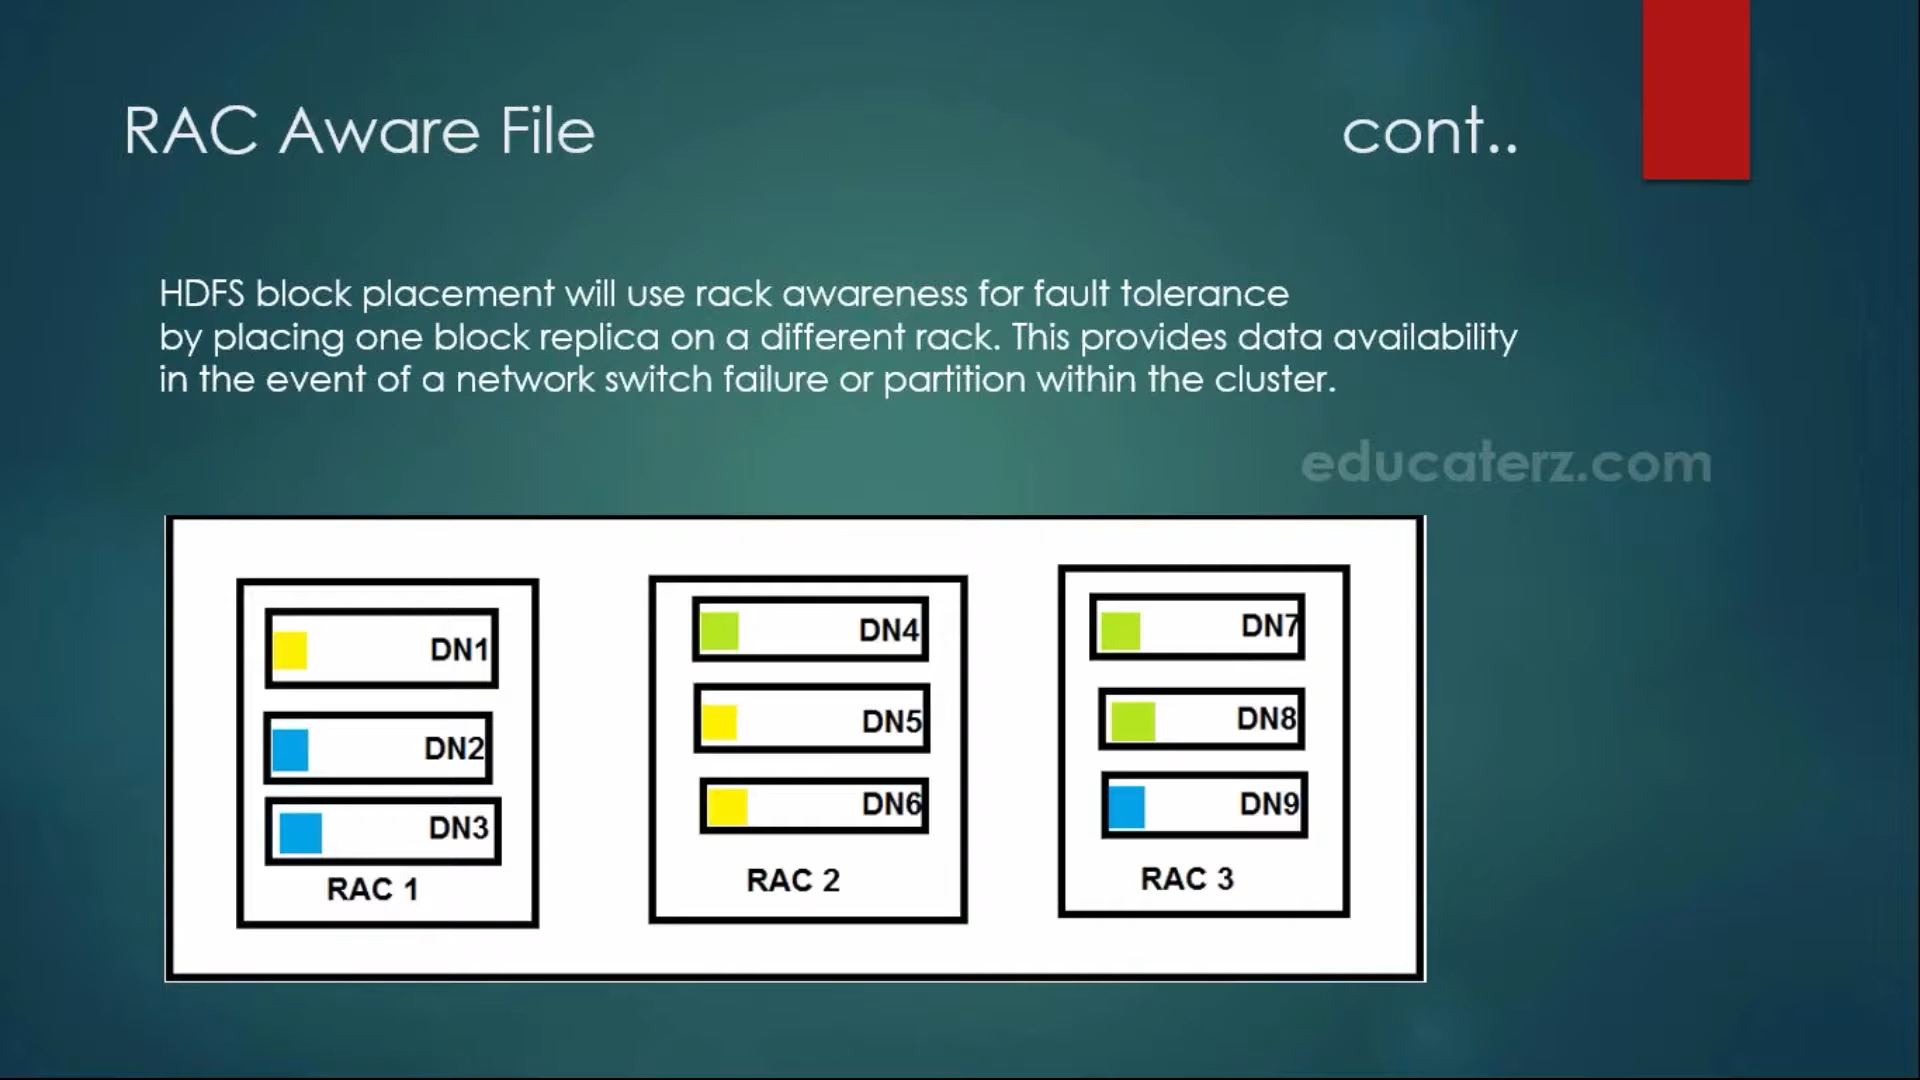 RAC Aware File cont..
HDFS block placement will use rack awareness for fault tolerance
by placing one block replica on a different rack. This provides data availability
in the event of a network switch failure or partition within the cluster.
educaterz.com
DN1
DN2
DN3
RAC 1
DN4
DN5
DN6
RAC 2
DN7
DN8
DN9
RAC 3